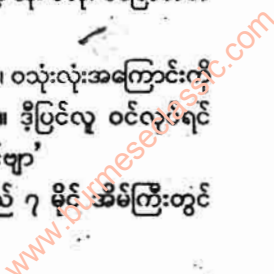 ၊ ဝသုံးလုံးအကြောင်းကို
။ ဒို့ပြင်လူ ဝင်လုပ်ရင်
ဗျာ’
ည် ၇ မိုင် အိမ်ကြီးတွင်
www.burmeseclassic.com